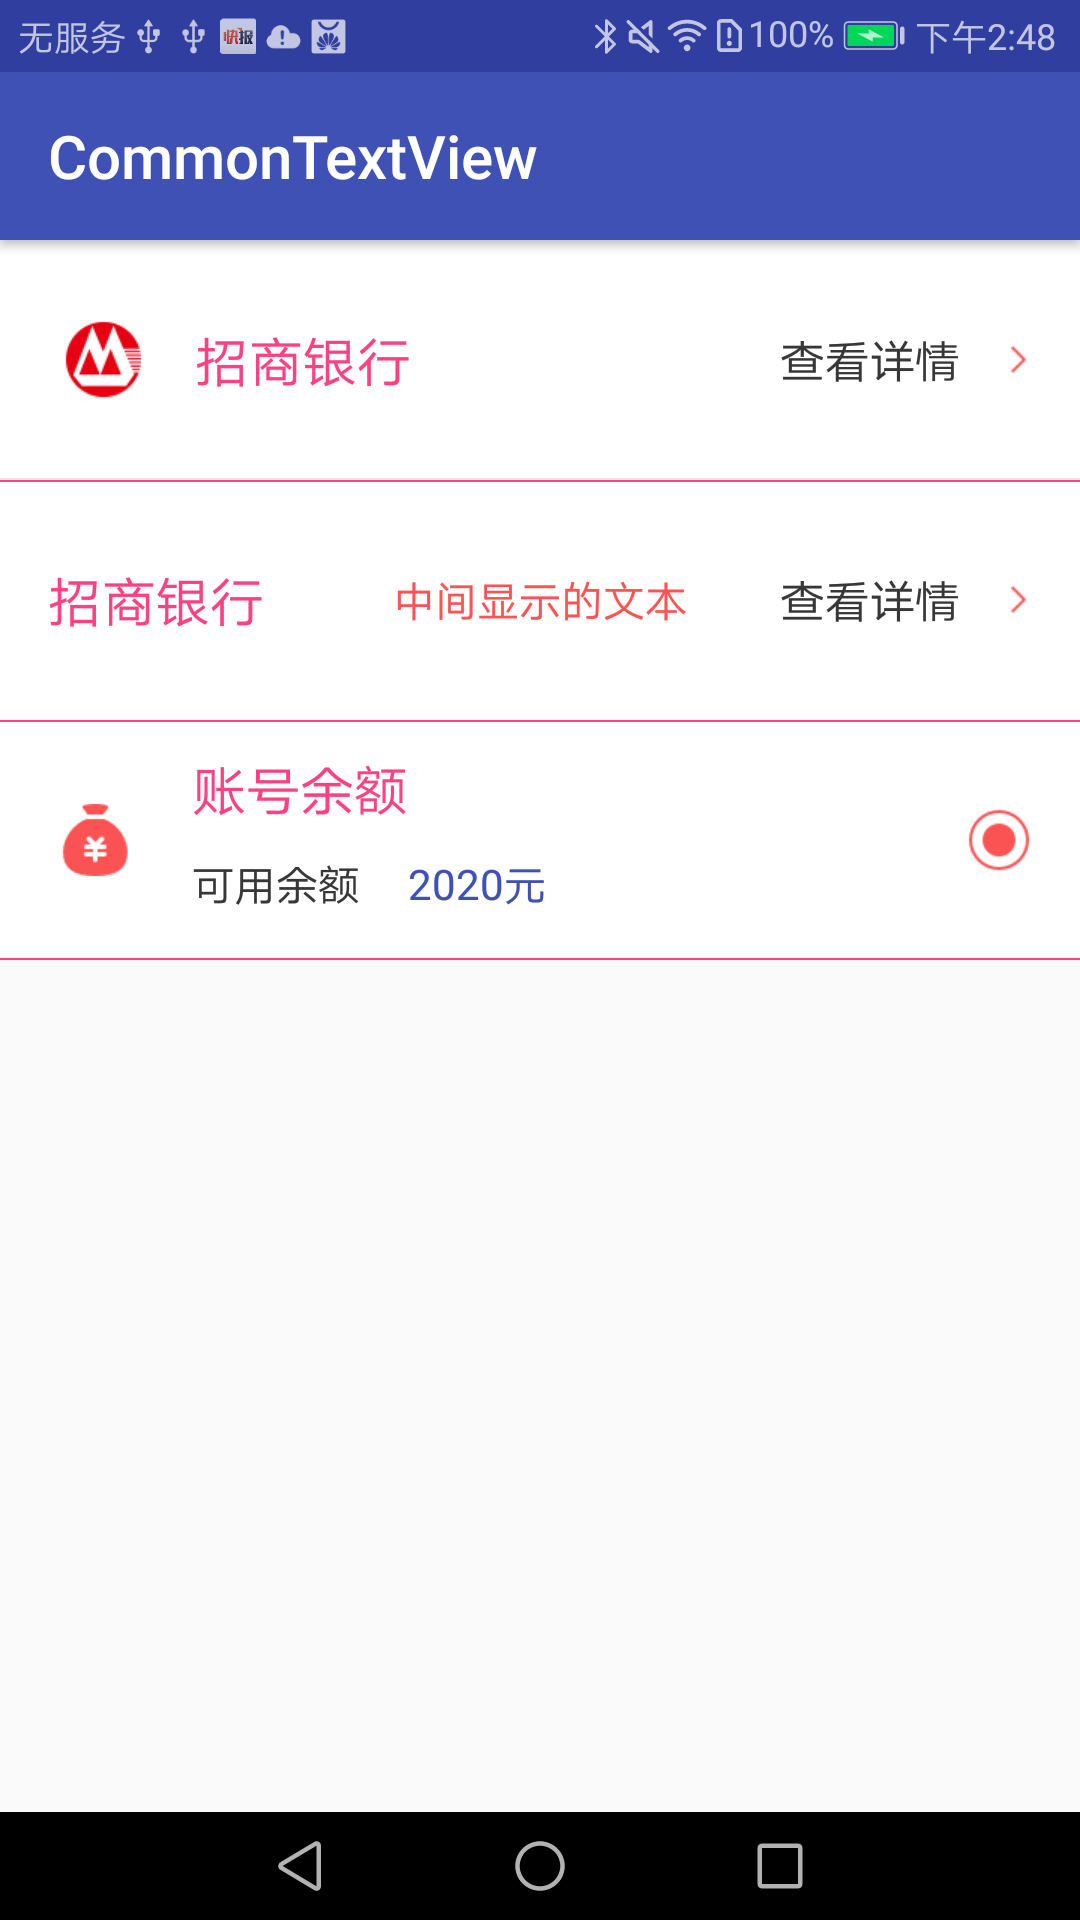 无服务 快报 100% 下午2:48
CommonTextView
招商银行 查看详情
招商银行 中间显示的文本 查看详情
账号余额
可用余额 2020元